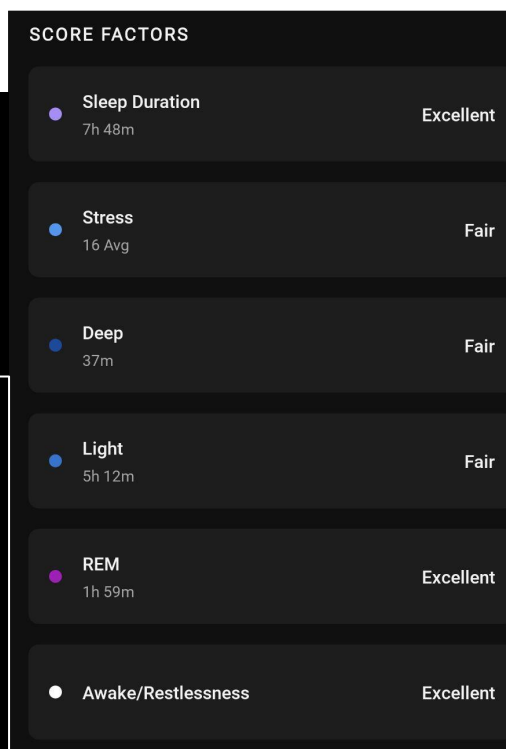 SCORE FACTORS
Sleep Duration
Excellent
7h 48m
Stress
Fair
16 Avg
Deep
Fair
37m
Light
Fair
5h 12m
REM
Excellent
1h 59m
Awake/Restlessness
Excellent